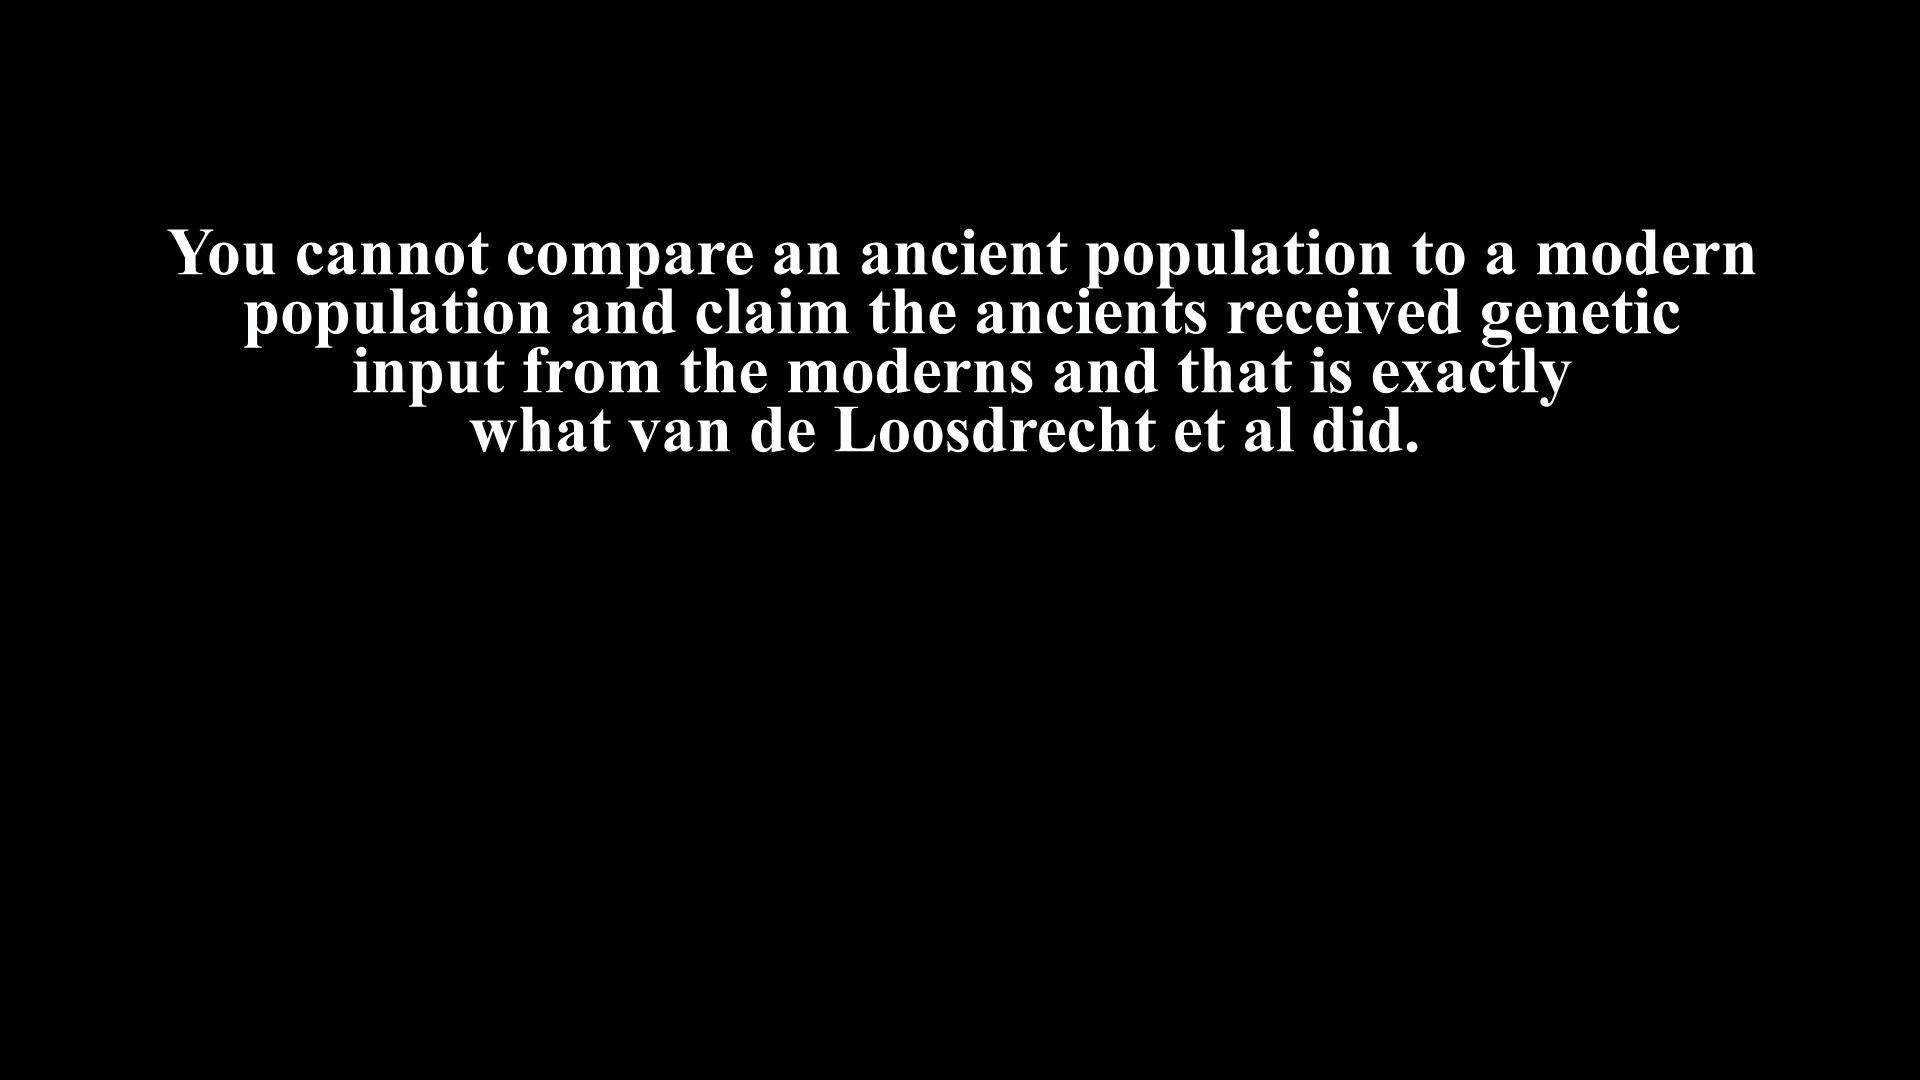 You cannot compare an ancient population to a modern
population and claim the ancients received genetic
input from the moderns and that is exactly
what van de Loosdrecht et al did.